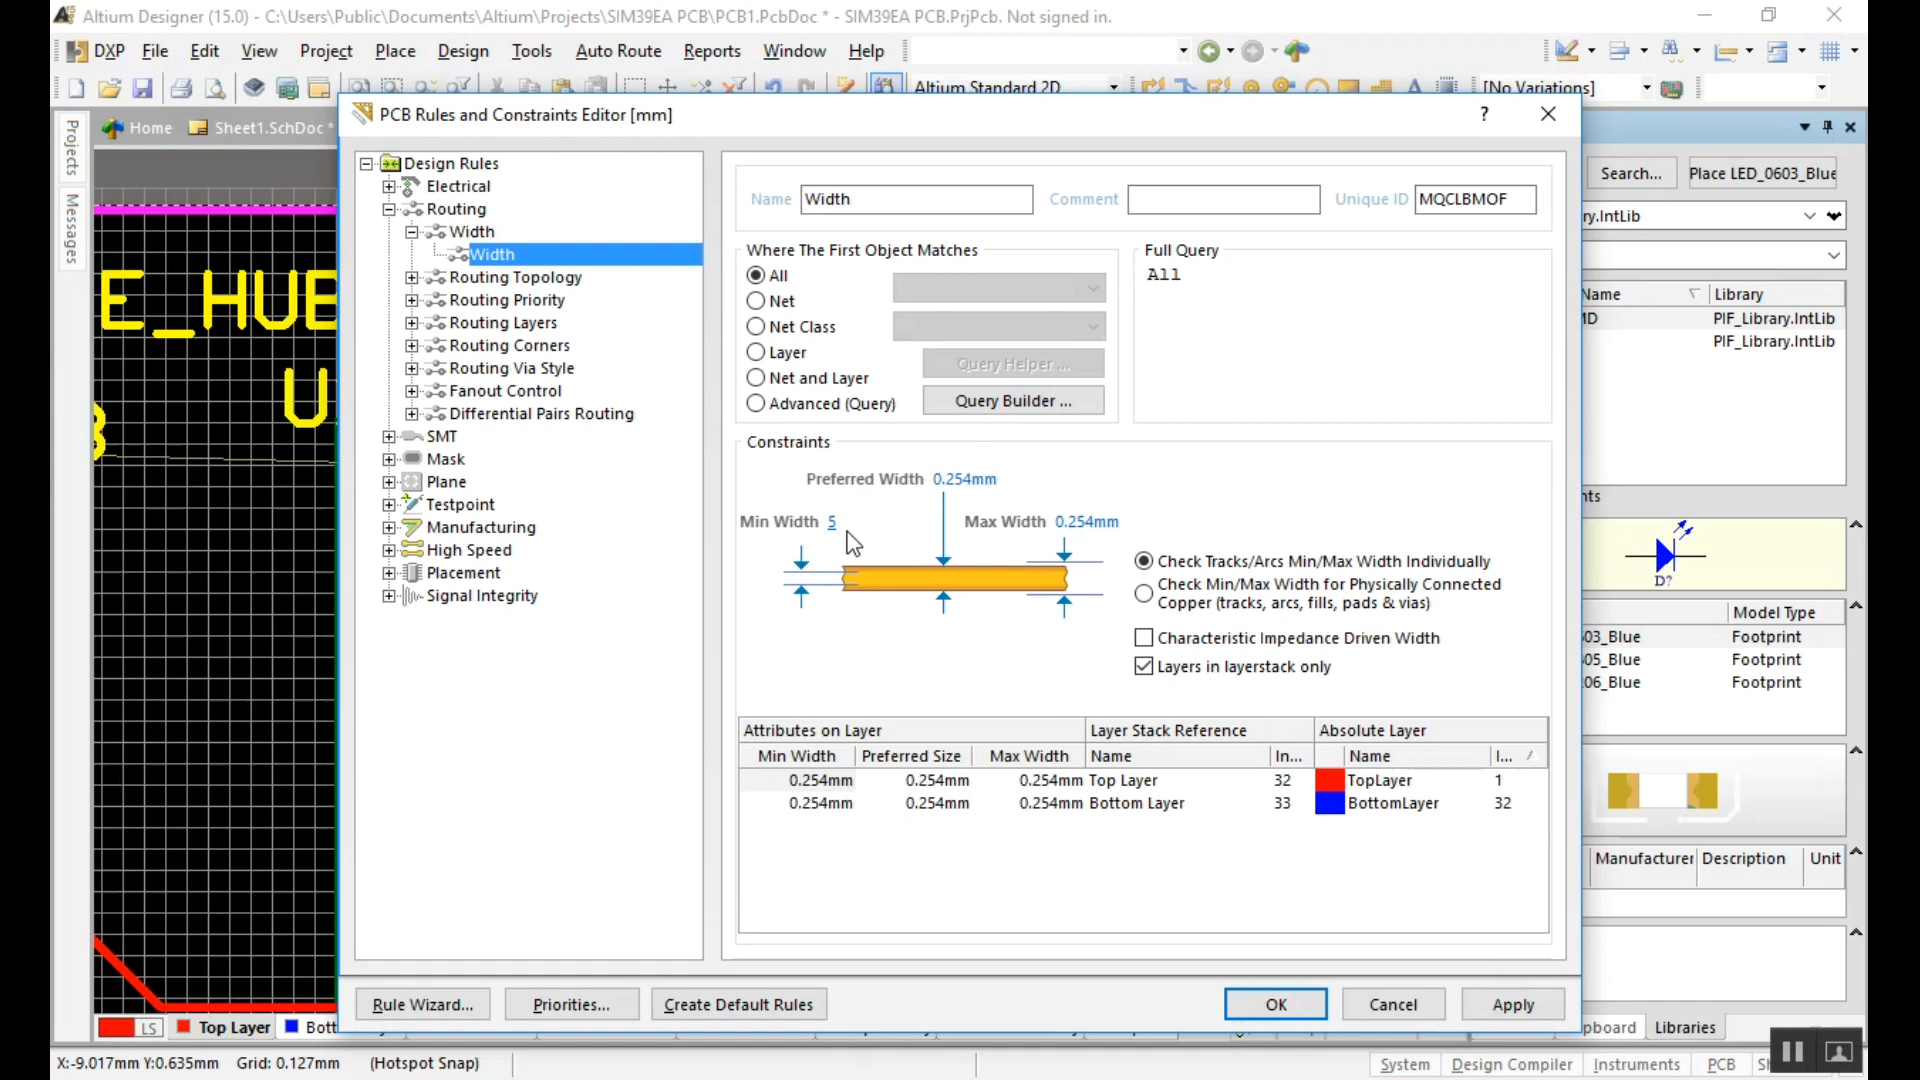 Altium Designer (15.0) - C:\Users\Public\Documents\Altium\Projects\SIM39EA PCB\PCB1.PcbDoc * - SIM39EA PCB.PrjPcb. Not signed in.
DXP File Edit View Project Place Design Tools Auto Route Reports Window Help
Altium Standard 2D [No Variations]
Projects
Messages
Home Sheet1.SchDoc *
E_HUB
U
PCB Rules and Constraints Editor [mm] ?
Design Rules
Electrical
Routing
Width
Width
Routing Topology
Routing Priority
Routing Layers
Routing Corners
Routing Via Style
Fanout Control
Differential Pairs Routing
SMT
Mask
Plane
Testpoint
Manufacturing
High Speed
Placement
Signal Integrity
Name Width Comment Unique ID MQCLBMOF
Where The First Object Matches
All
Net
Net Class
Layer
Net and Layer
Advanced (Query)
Query Helper ...
Query Builder ...
Full Query
All
Constraints
Preferred Width 0.254mm
Min Width 5 Max Width 0.254mm
Check Tracks/Arcs Min/Max Width Individually
Check Min/Max Width for Physically Connected
Copper (tracks, arcs, fills, pads & vias)
Characteristic Impedance Driven Width
Layers in layerstack only
Attributes on Layer Layer Stack Reference Absolute Layer
Min Width Preferred Size Max Width Name In... Name I...
0.254mm 0.254mm 0.254mm Top Layer 32 TopLayer 1
0.254mm 0.254mm 0.254mm Bottom Layer 33 BottomLayer 32
Rule Wizard... Priorities... Create Default Rules OK Cancel Apply
Search... Place LED_0603_Blue
ry.IntLib
Name Library
MD PIF_Library.IntLib
PIF_Library.IntLib
nts
D?
Model Type
03_Blue Footprint
05_Blue Footprint
06_Blue Footprint
Manufacturer Description Unit
LS Top Layer Bott
pboard Libraries
X:-9.017mm Y:0.635mm Grid: 0.127mm (Hotspot Snap)
System Design Compiler Instruments PCB Sh